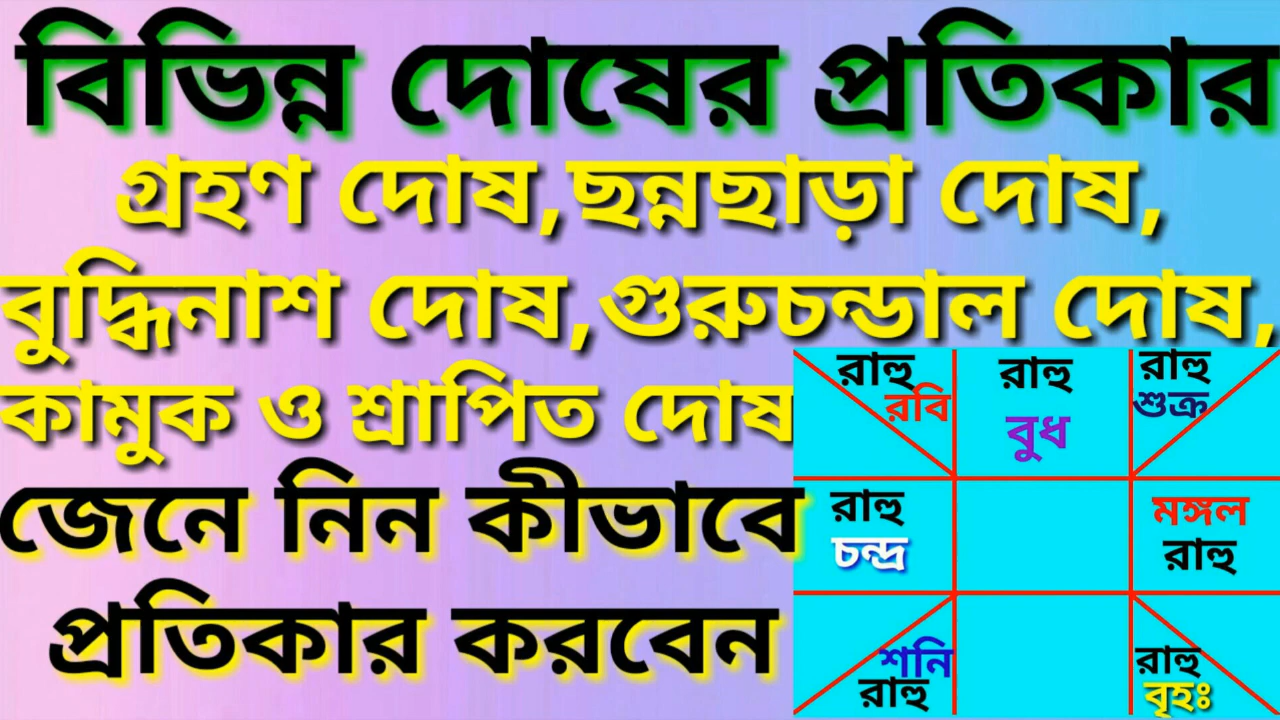 বিভিন্ন দোষের প্রতিকার
গ্রহণ দোষ,ছন্নছাড়া দোষ,
বুদ্ধিনাশ দোষ,গুরুচন্ডাল দোষ,
কামুক ও শ্রাপিত দোষ
জেনে নিন কীভাবে
প্রতিকার করবেন
রাহু
রবি
রাহু
বুধ
রাহু
শুক্র
রাহু
চন্দ্র
মঙ্গল
রাহু
শনি
রাহু
রাহু
বৃহঃ